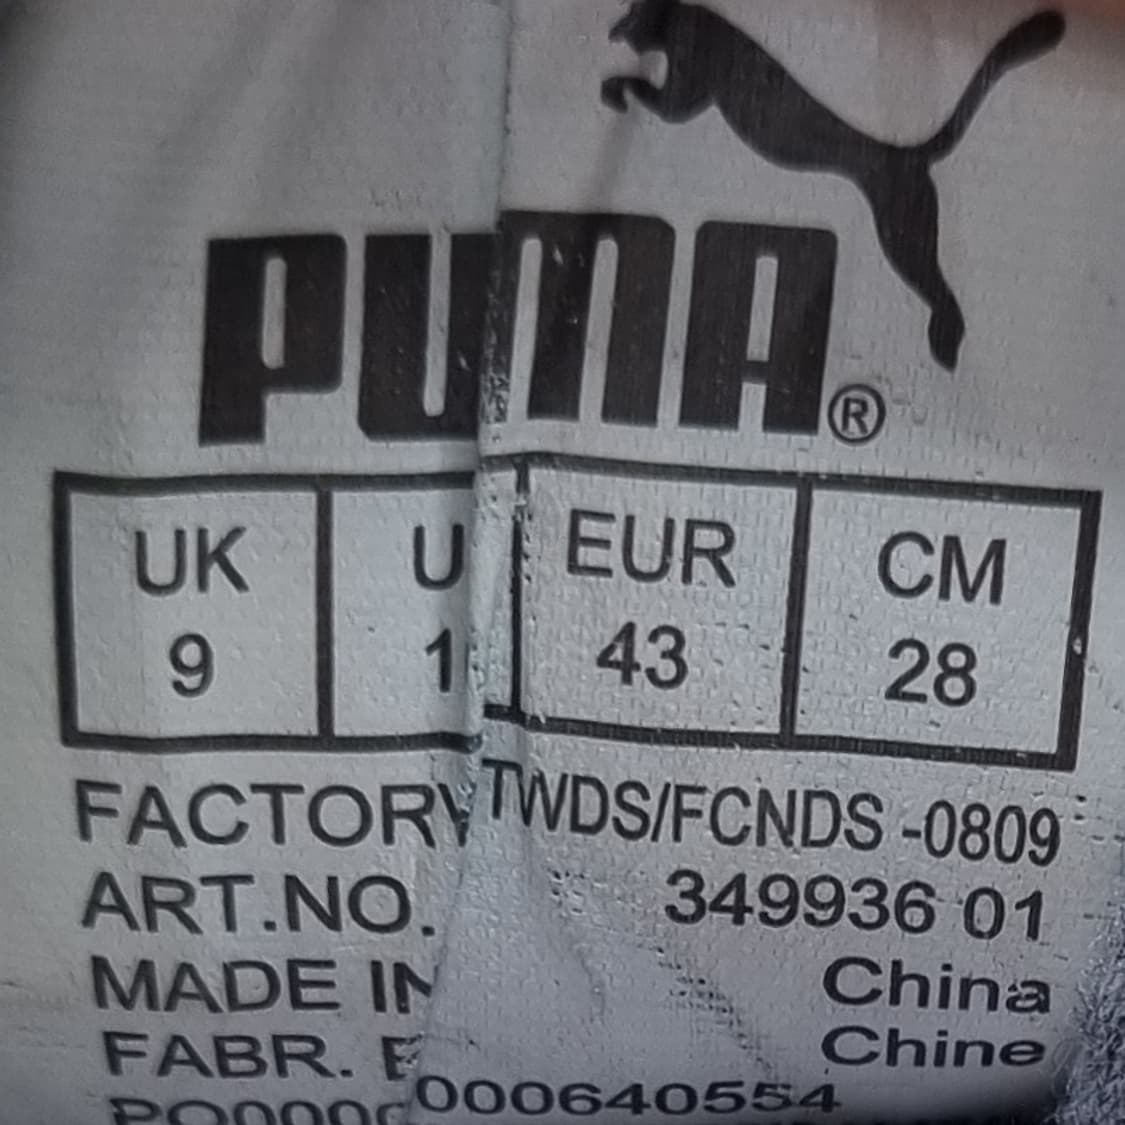 PUMA®
UK U EUR CM
9 1 43 28
FACTORY TWDS/FCNDS -0809
ART.NO. 349936 01
MADE IN China
FABR. E Chine
000640554